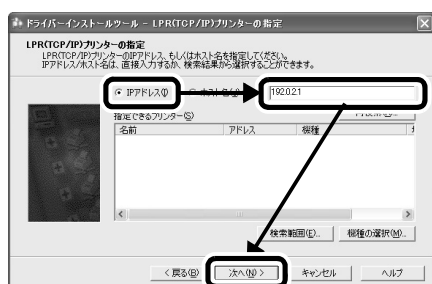 ドライバーインストールツール - LPR(TCP/IP)プリンターの指定
LPR(TCP/IP)プリンターの指定
LPR(TCP/IP)プリンターのIPアドレス、もしくはホスト名を指定してください。
IPアドレス/ホスト名は、直接入力するか、検索結果から選択することができます。
IPアドレス(I) 192.0.2.1
指定できるプリンター(S)
名前 アドレス 機種
検索範囲(E)... 機種の選択(M)...
< 戻る(B) 次へ(N) > キャンセル ヘルプ